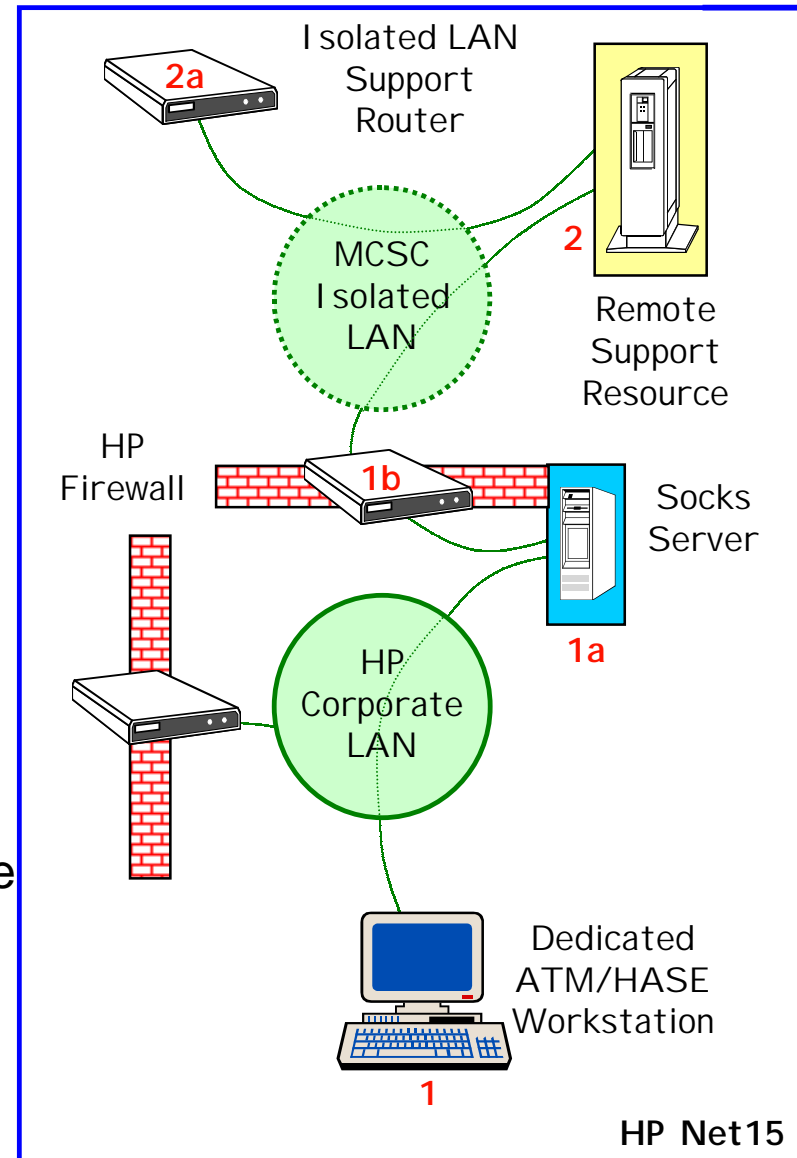 2a
Isolated LAN
Support
Router
2
MCSC
Isolated
LAN
Remote
Support
Resource
HP
Firewall
1b
Socks
Server
1a
HP
Corporate
LAN
e
Dedicated
ATM/HASE
Workstation
1
HP Net15